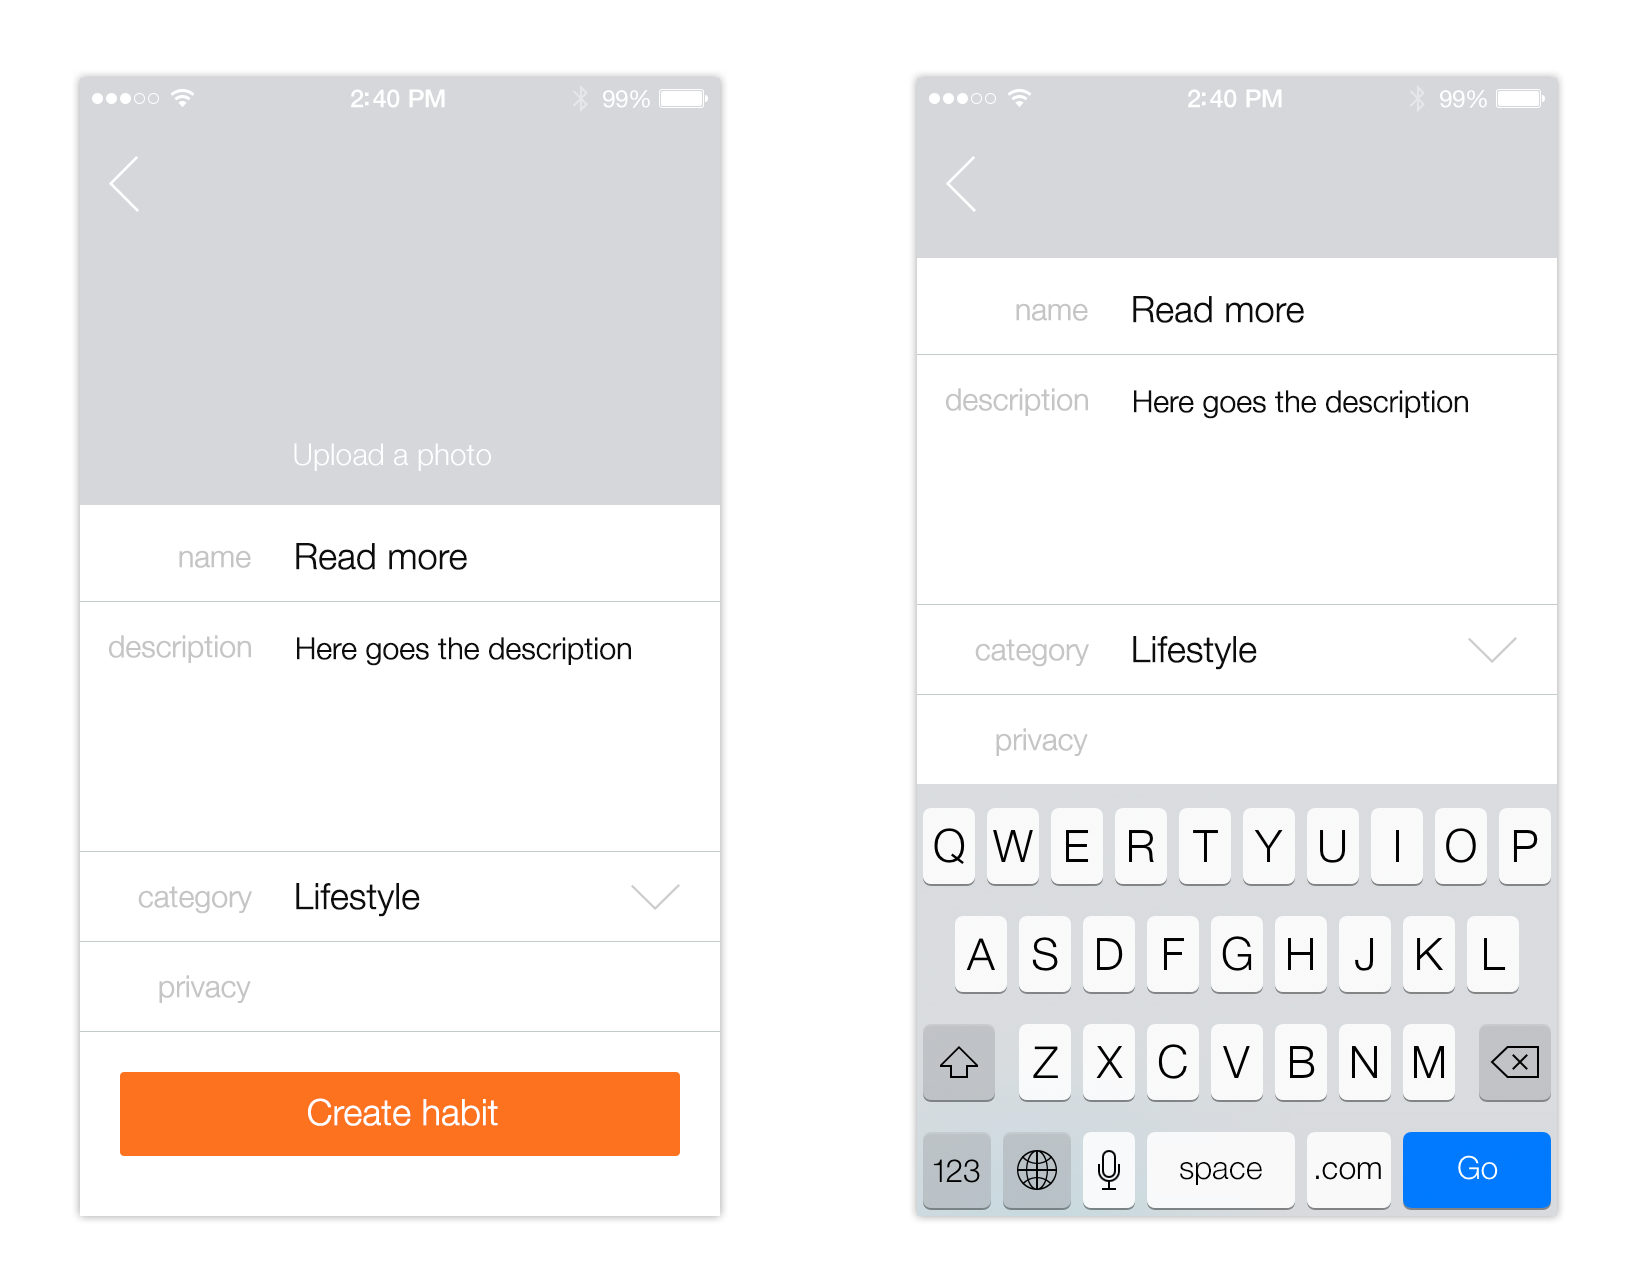 2:40 PM 99%
Upload a photo
name Read more
description Here goes the description
category Lifestyle
privacy
Create habit
2:40 PM 99%
name Read more
description Here goes the description
category Lifestyle
privacy
Q W E R T Y U I O P
A S D F G H J K L
Z X C V B N M
123 space .com Go